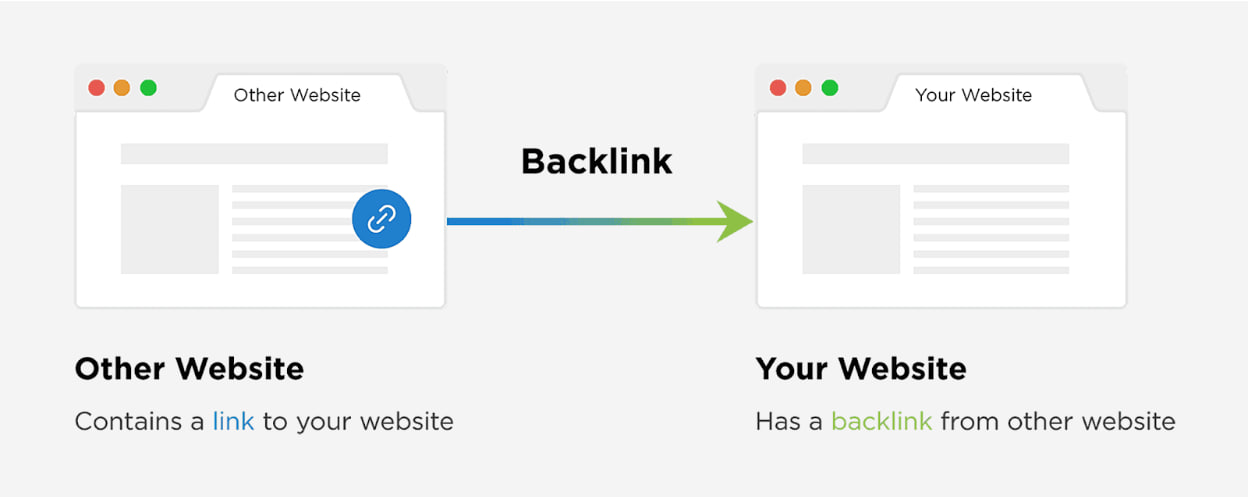 Other Website
Your Website
Backlink
Other Website
Contains a link to your website
Your Website
Has a backlink from other website